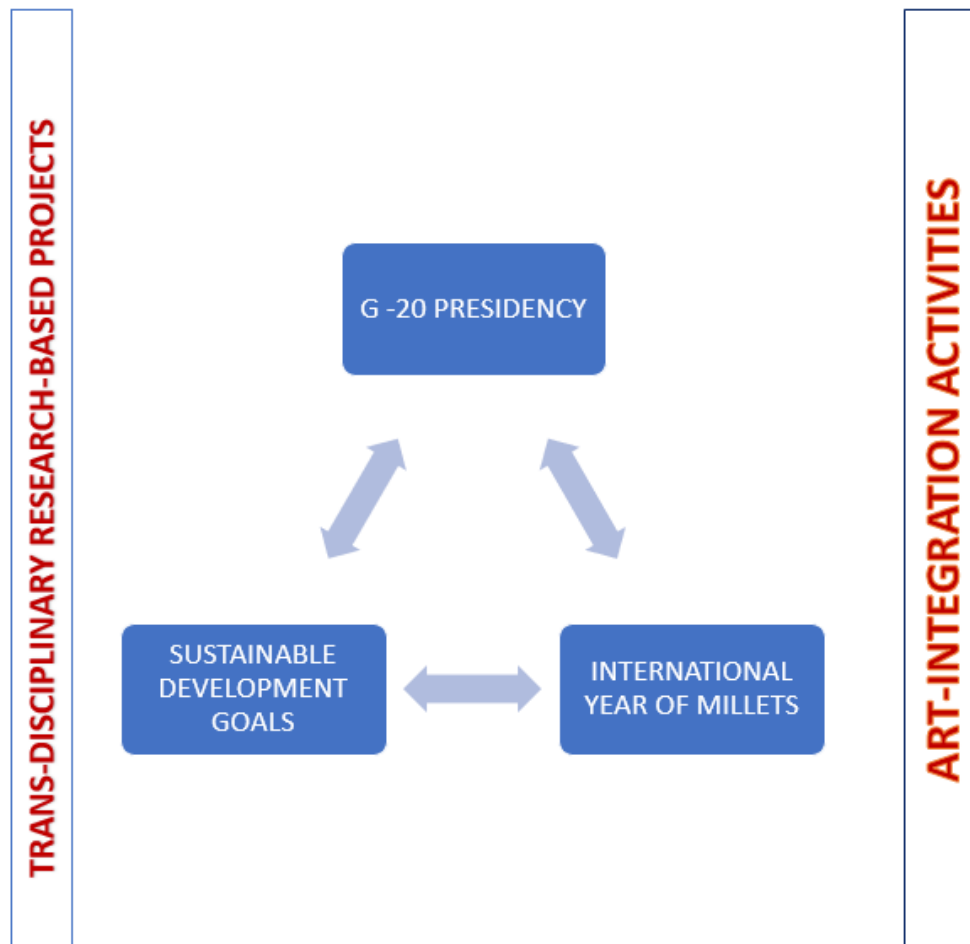 TRANS-DISCIPLINARY RESEARCH-BASED PROJECTS
G -20 PRESIDENCY
SUSTAINABLE
DEVELOPMENT
GOALS
INTERNATIONAL
YEAR OF MILLETS
ART-INTEGRATION ACTIVITIES